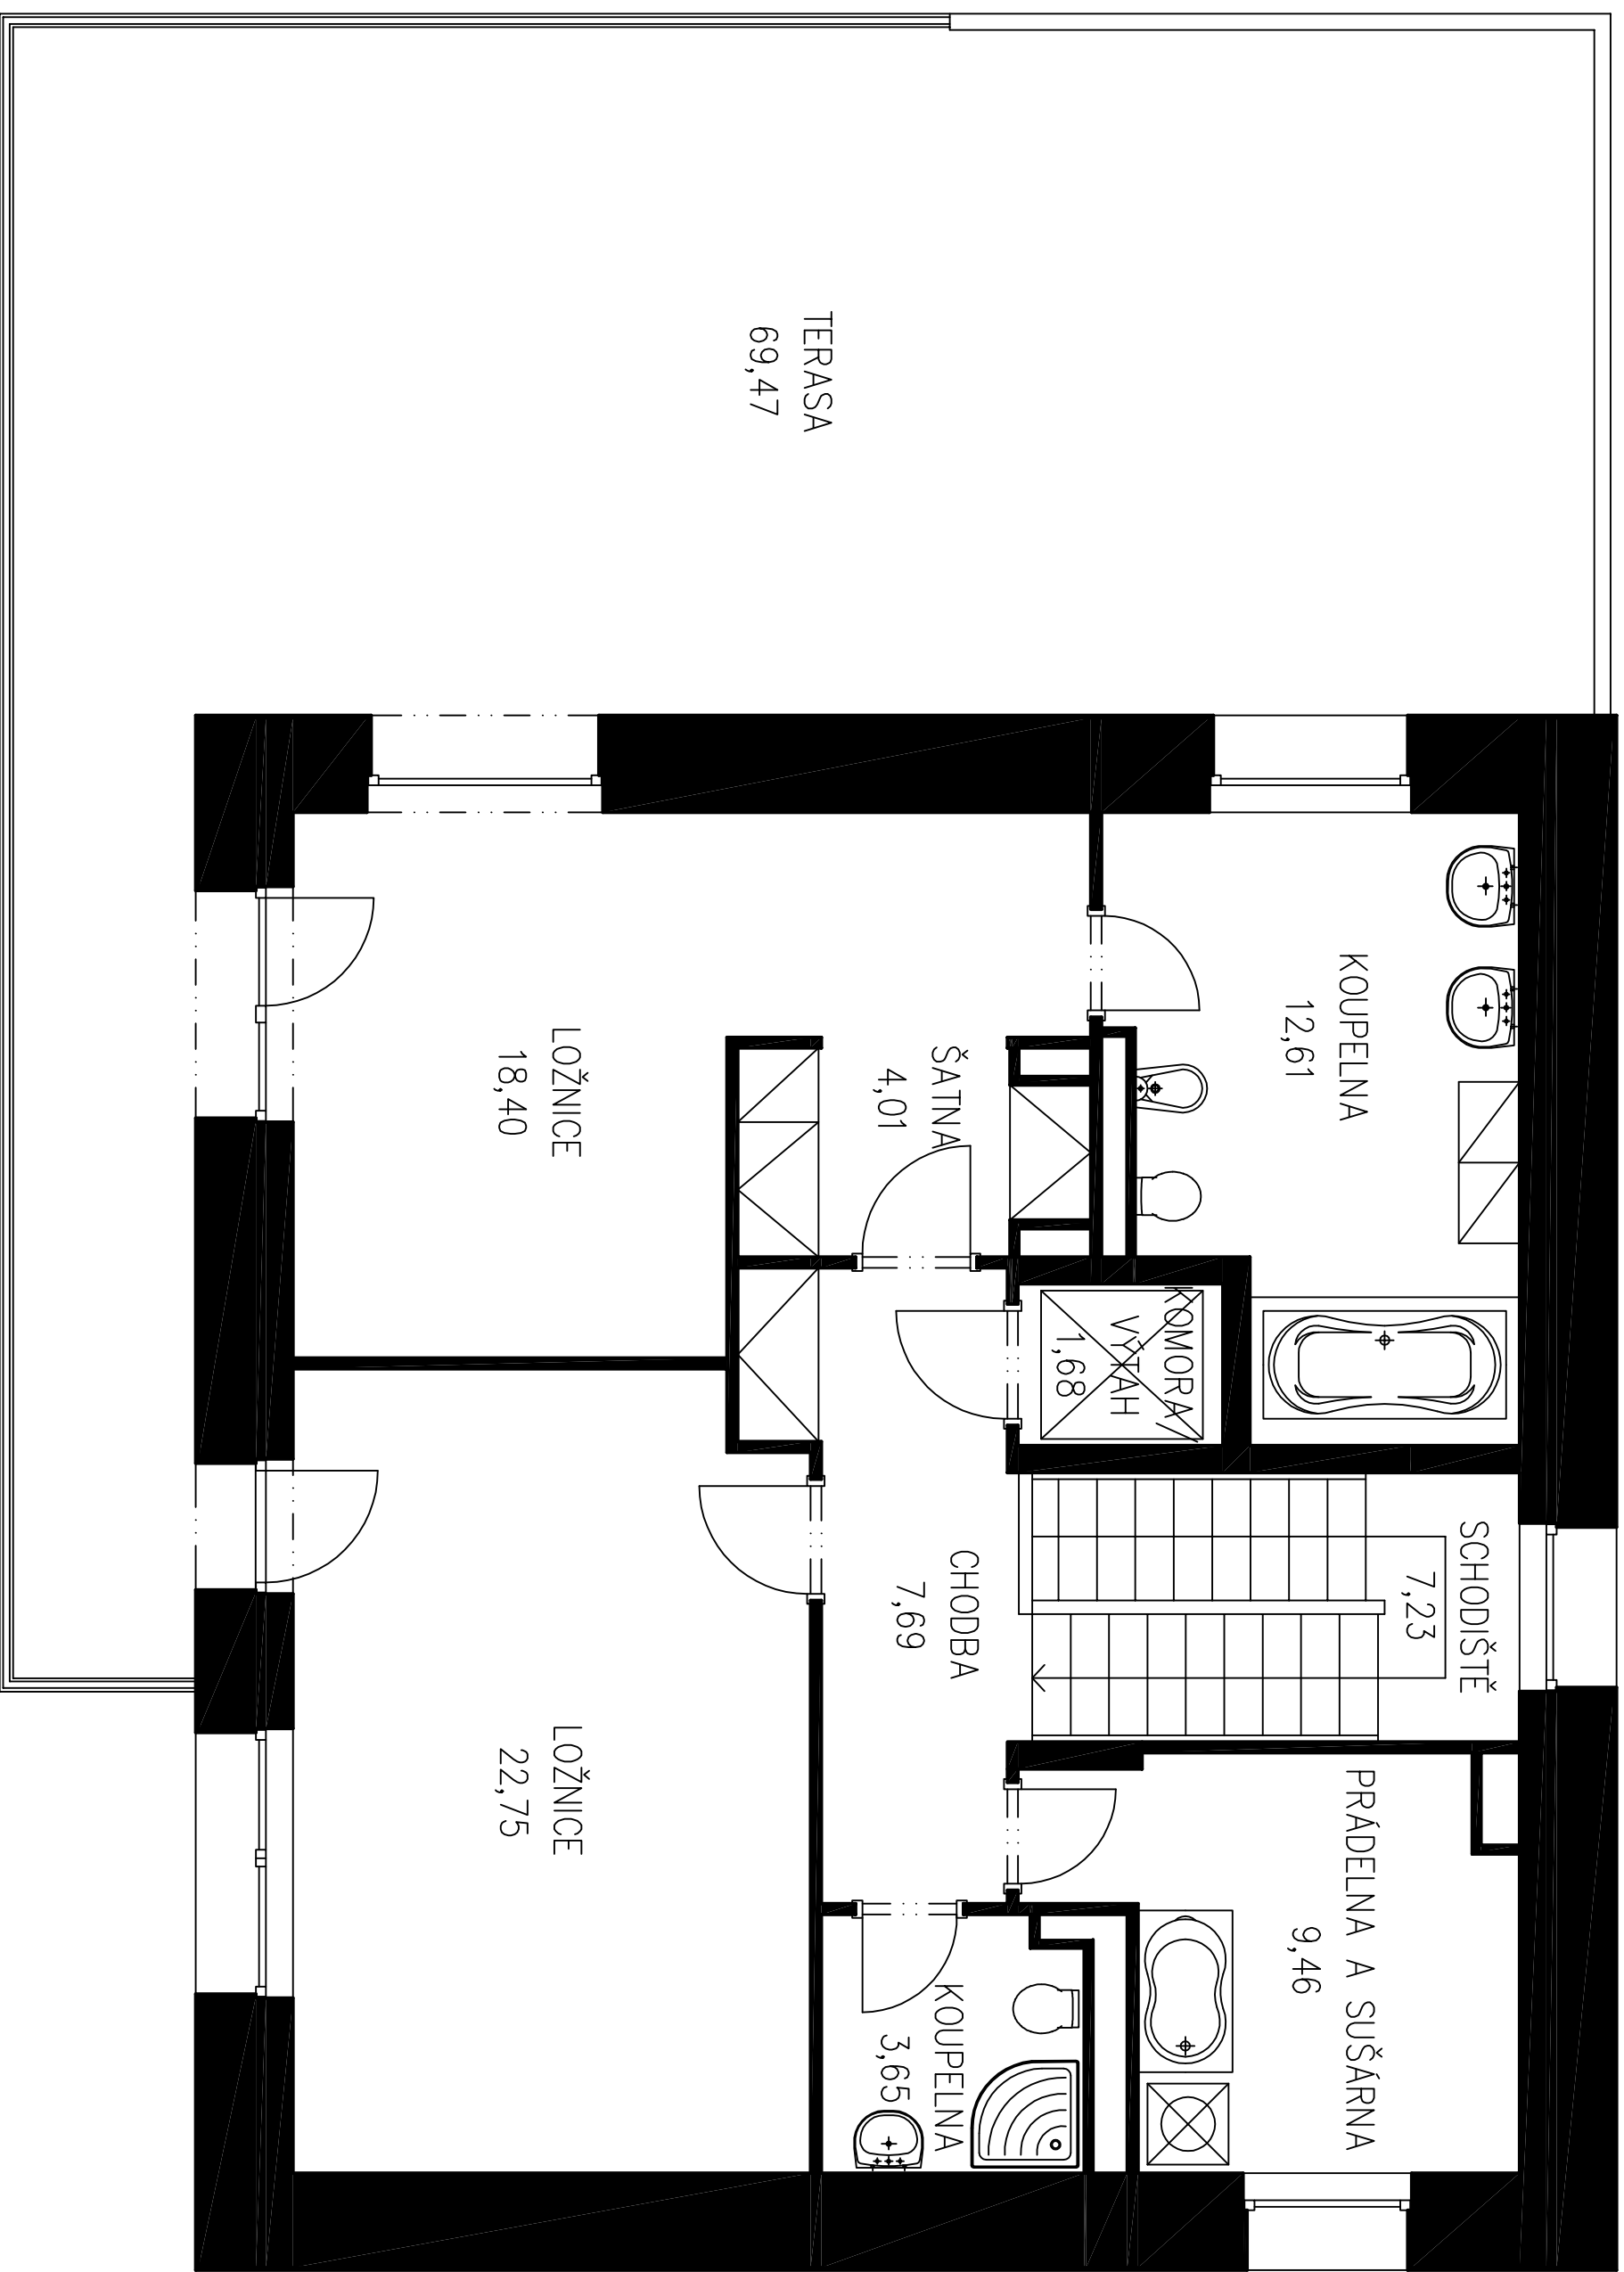 TERASA
69,47
KOUPELNA
12,61
ŠATNA
4,01
LOŽNICE
18,40
KOMORA/
VÝTAH
1,68
SCHODIŠTĚ
7,23
CHODBA
7,69
LOŽNICE
22,75
PRÁDELNA A SUŠÁRNA
9,46
KOUPELNA
3,65